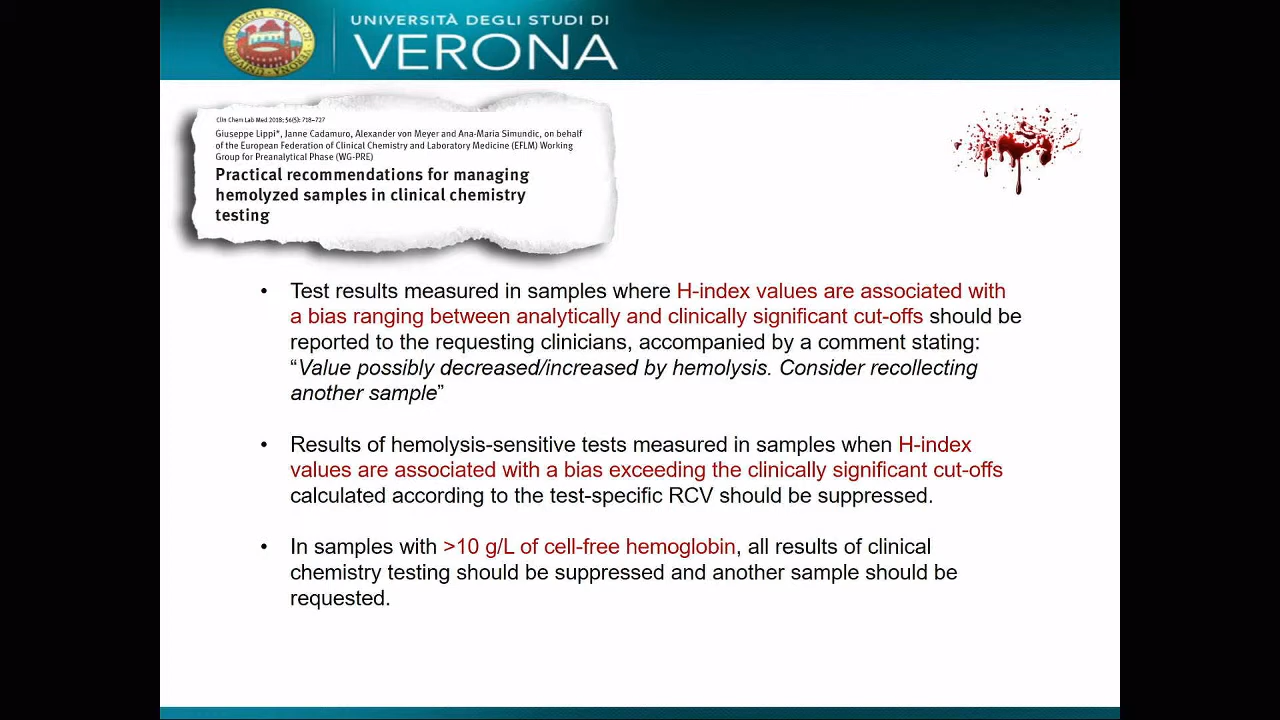 UNIVERSITÀ DEGLI STUDI DI
VERONA
Clin Chem Lab Med 2018; 56(5): 718–727
Giuseppe Lippi*, Janne Cadamuro, Alexander von Meyer and Ana-Maria Simundic, on behalf
of the European Federation of Clinical Chemistry and Laboratory Medicine (EFLM) Working
Group for Preanalytical Phase (WG-PRE)
Practical recommendations for managing
hemolyzed samples in clinical chemistry
testing
• Test results measured in samples where H-index values are associated with
a bias ranging between analytically and clinically significant cut-offs should be
reported to the requesting clinicians, accompanied by a comment stating:
“Value possibly decreased/increased by hemolysis. Consider recollecting
another sample”
• Results of hemolysis-sensitive tests measured in samples when H-index
values are associated with a bias exceeding the clinically significant cut-offs
calculated according to the test-specific RCV should be suppressed.
• In samples with >10 g/L of cell-free hemoglobin, all results of clinical
chemistry testing should be suppressed and another sample should be
requested.